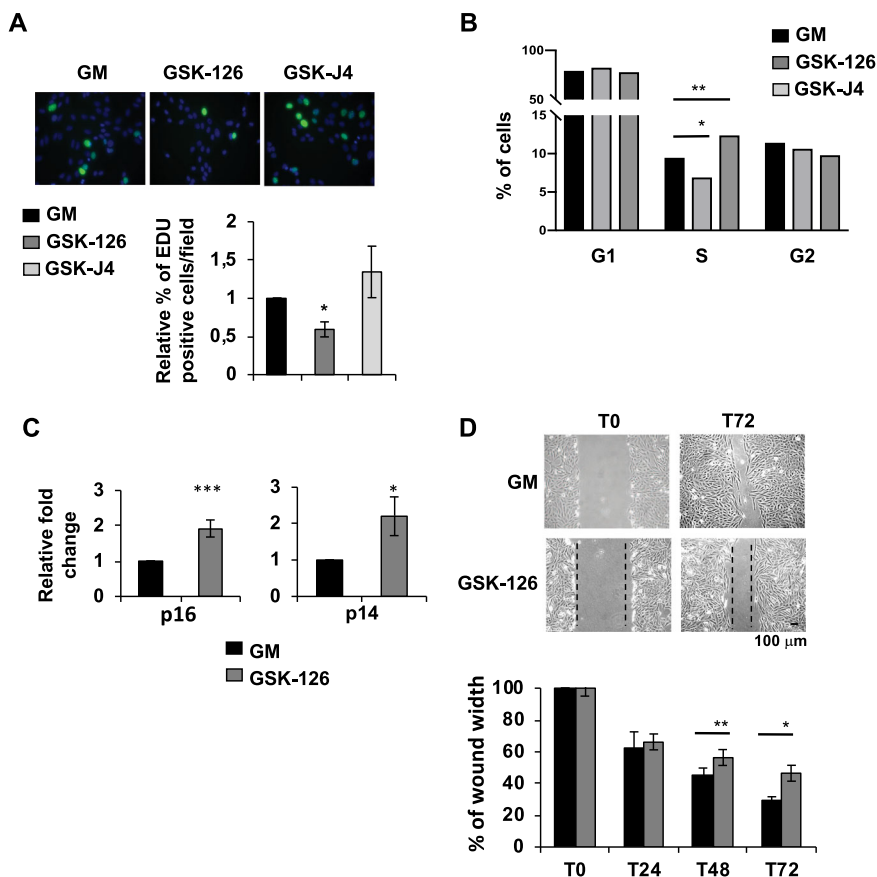 A
GM GSK-126 GSK-J4
GM
GSK-126
GSK-J4
Relative % of EDU
positive cells/field
2
1,5
1
0,5
0
*
B
GM
GSK-126
GSK-J4
% of cells
100
50
15
10
5
0
**
*
G1 S G2
C
Relative fold
change
3
2
1
0
***
p16
3
2
1
0
*
p14
GM
GSK-126
D
T0 T72
GM
GSK-126
100 μm
% of wound width
100
80
60
40
20
0
**
*
T0 T24 T48 T72